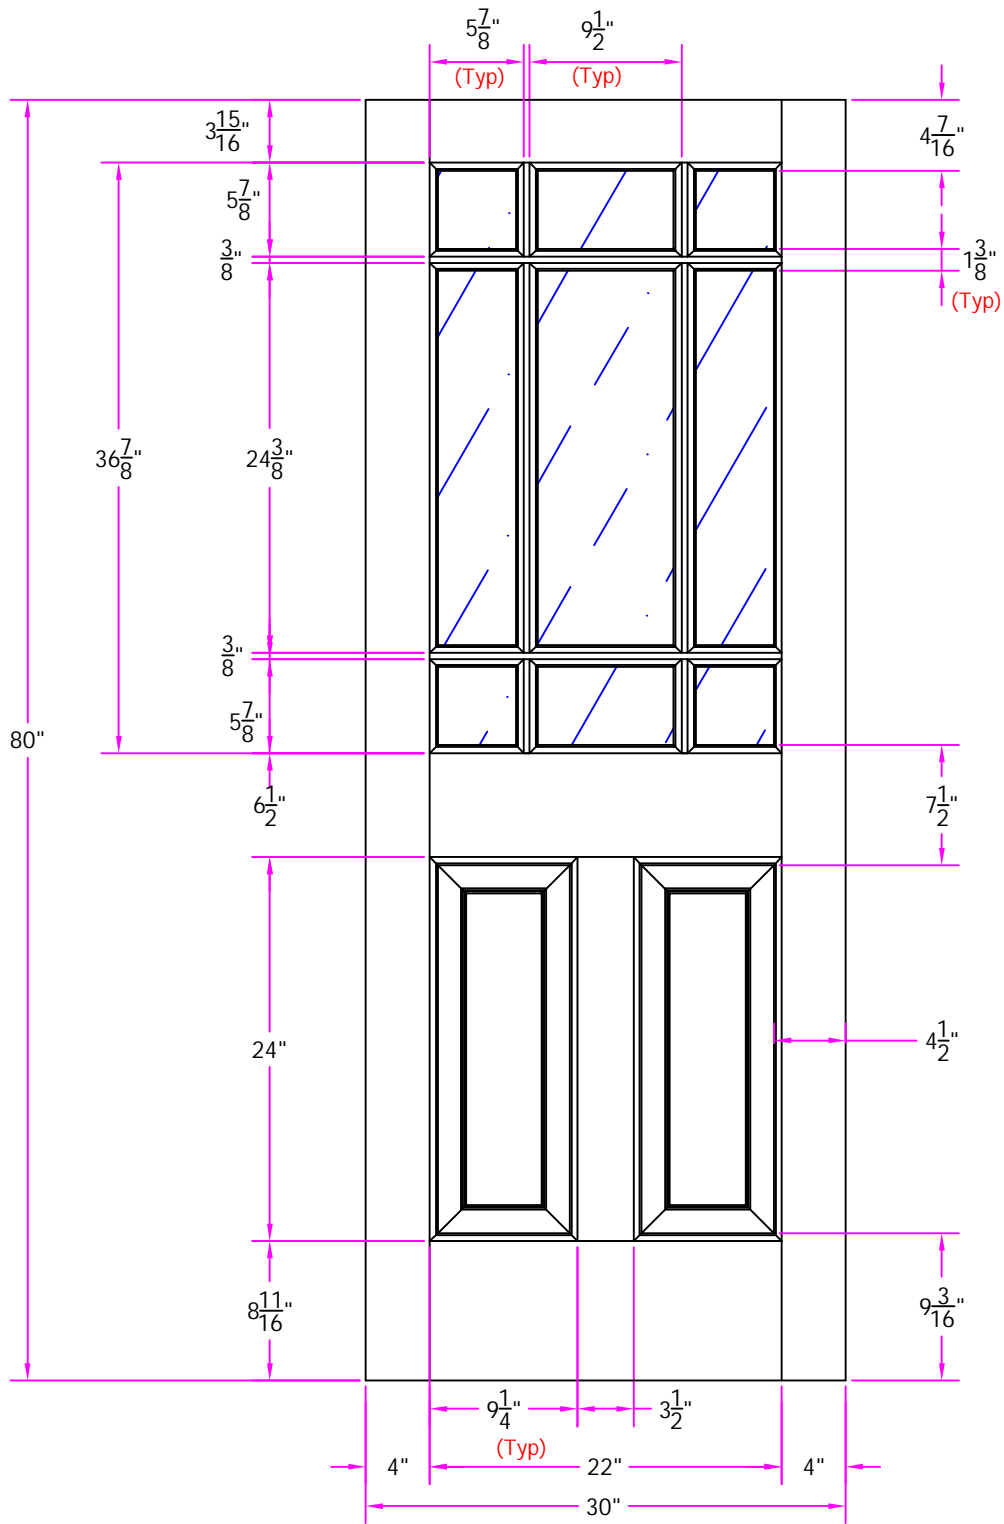 5 7/8" 9 1/2"
(Typ) (Typ)
3 15/16" 4 7/16"
5 7/8"
3/8" 1 3/8"
(Typ)
36 7/8" 24 3/8"
3/8"
5 7/8"
80"
6 1/2" 7 1/2"
24" 4 1/2"
8 11/16" 9 3/16"
9 1/4" 3 1/2"
(Typ)
4" 22" 4"
30"